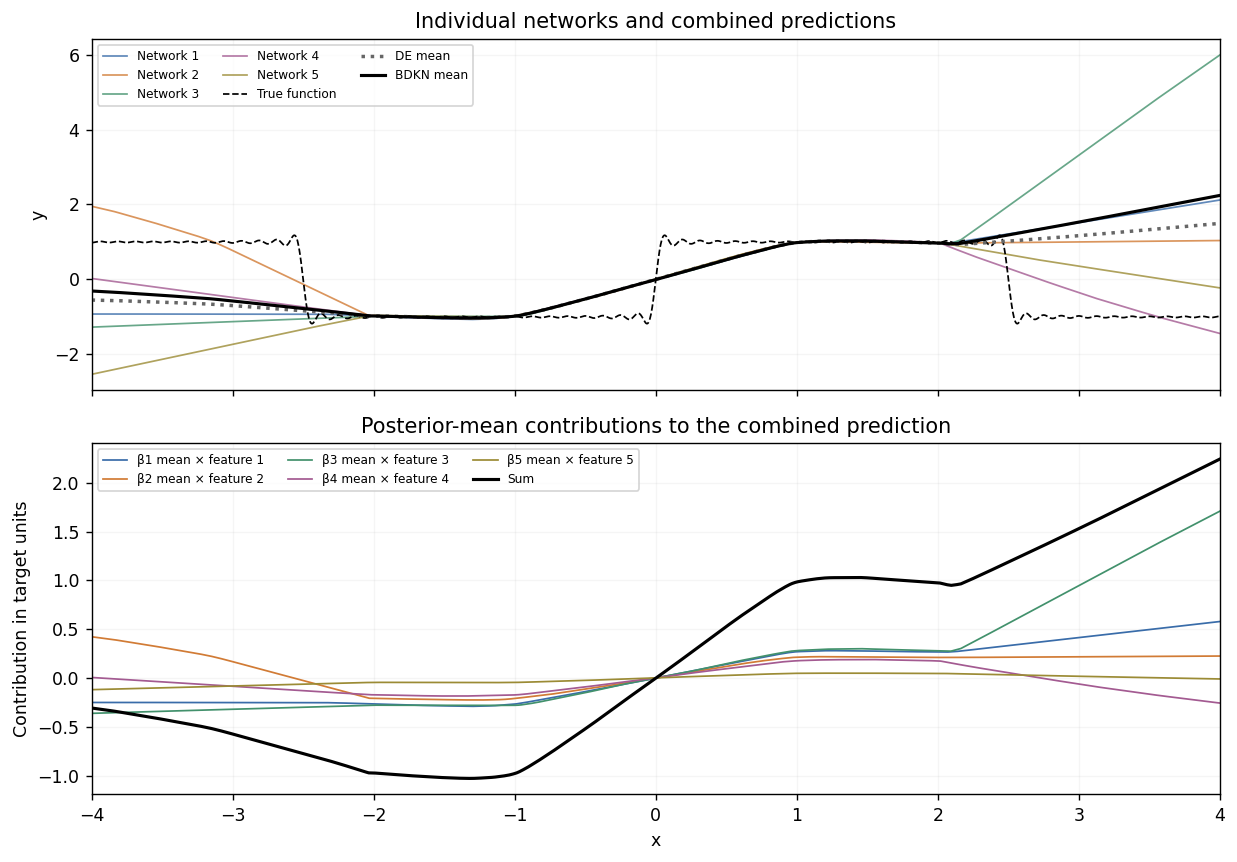 Individual networks and combined predictions
Network 1
Network 2
Network 3
Network 4
Network 5
True function
DE mean
BDKN mean
y
6
4
2
0
−2
Posterior-mean contributions to the combined prediction
β1 mean × feature 1
β2 mean × feature 2
β3 mean × feature 3
β4 mean × feature 4
β5 mean × feature 5
Sum
Contribution in target units
2.0
1.5
1.0
0.5
0.0
−0.5
−1.0
−4 −3 −2 −1 0 1 2 3 4
x